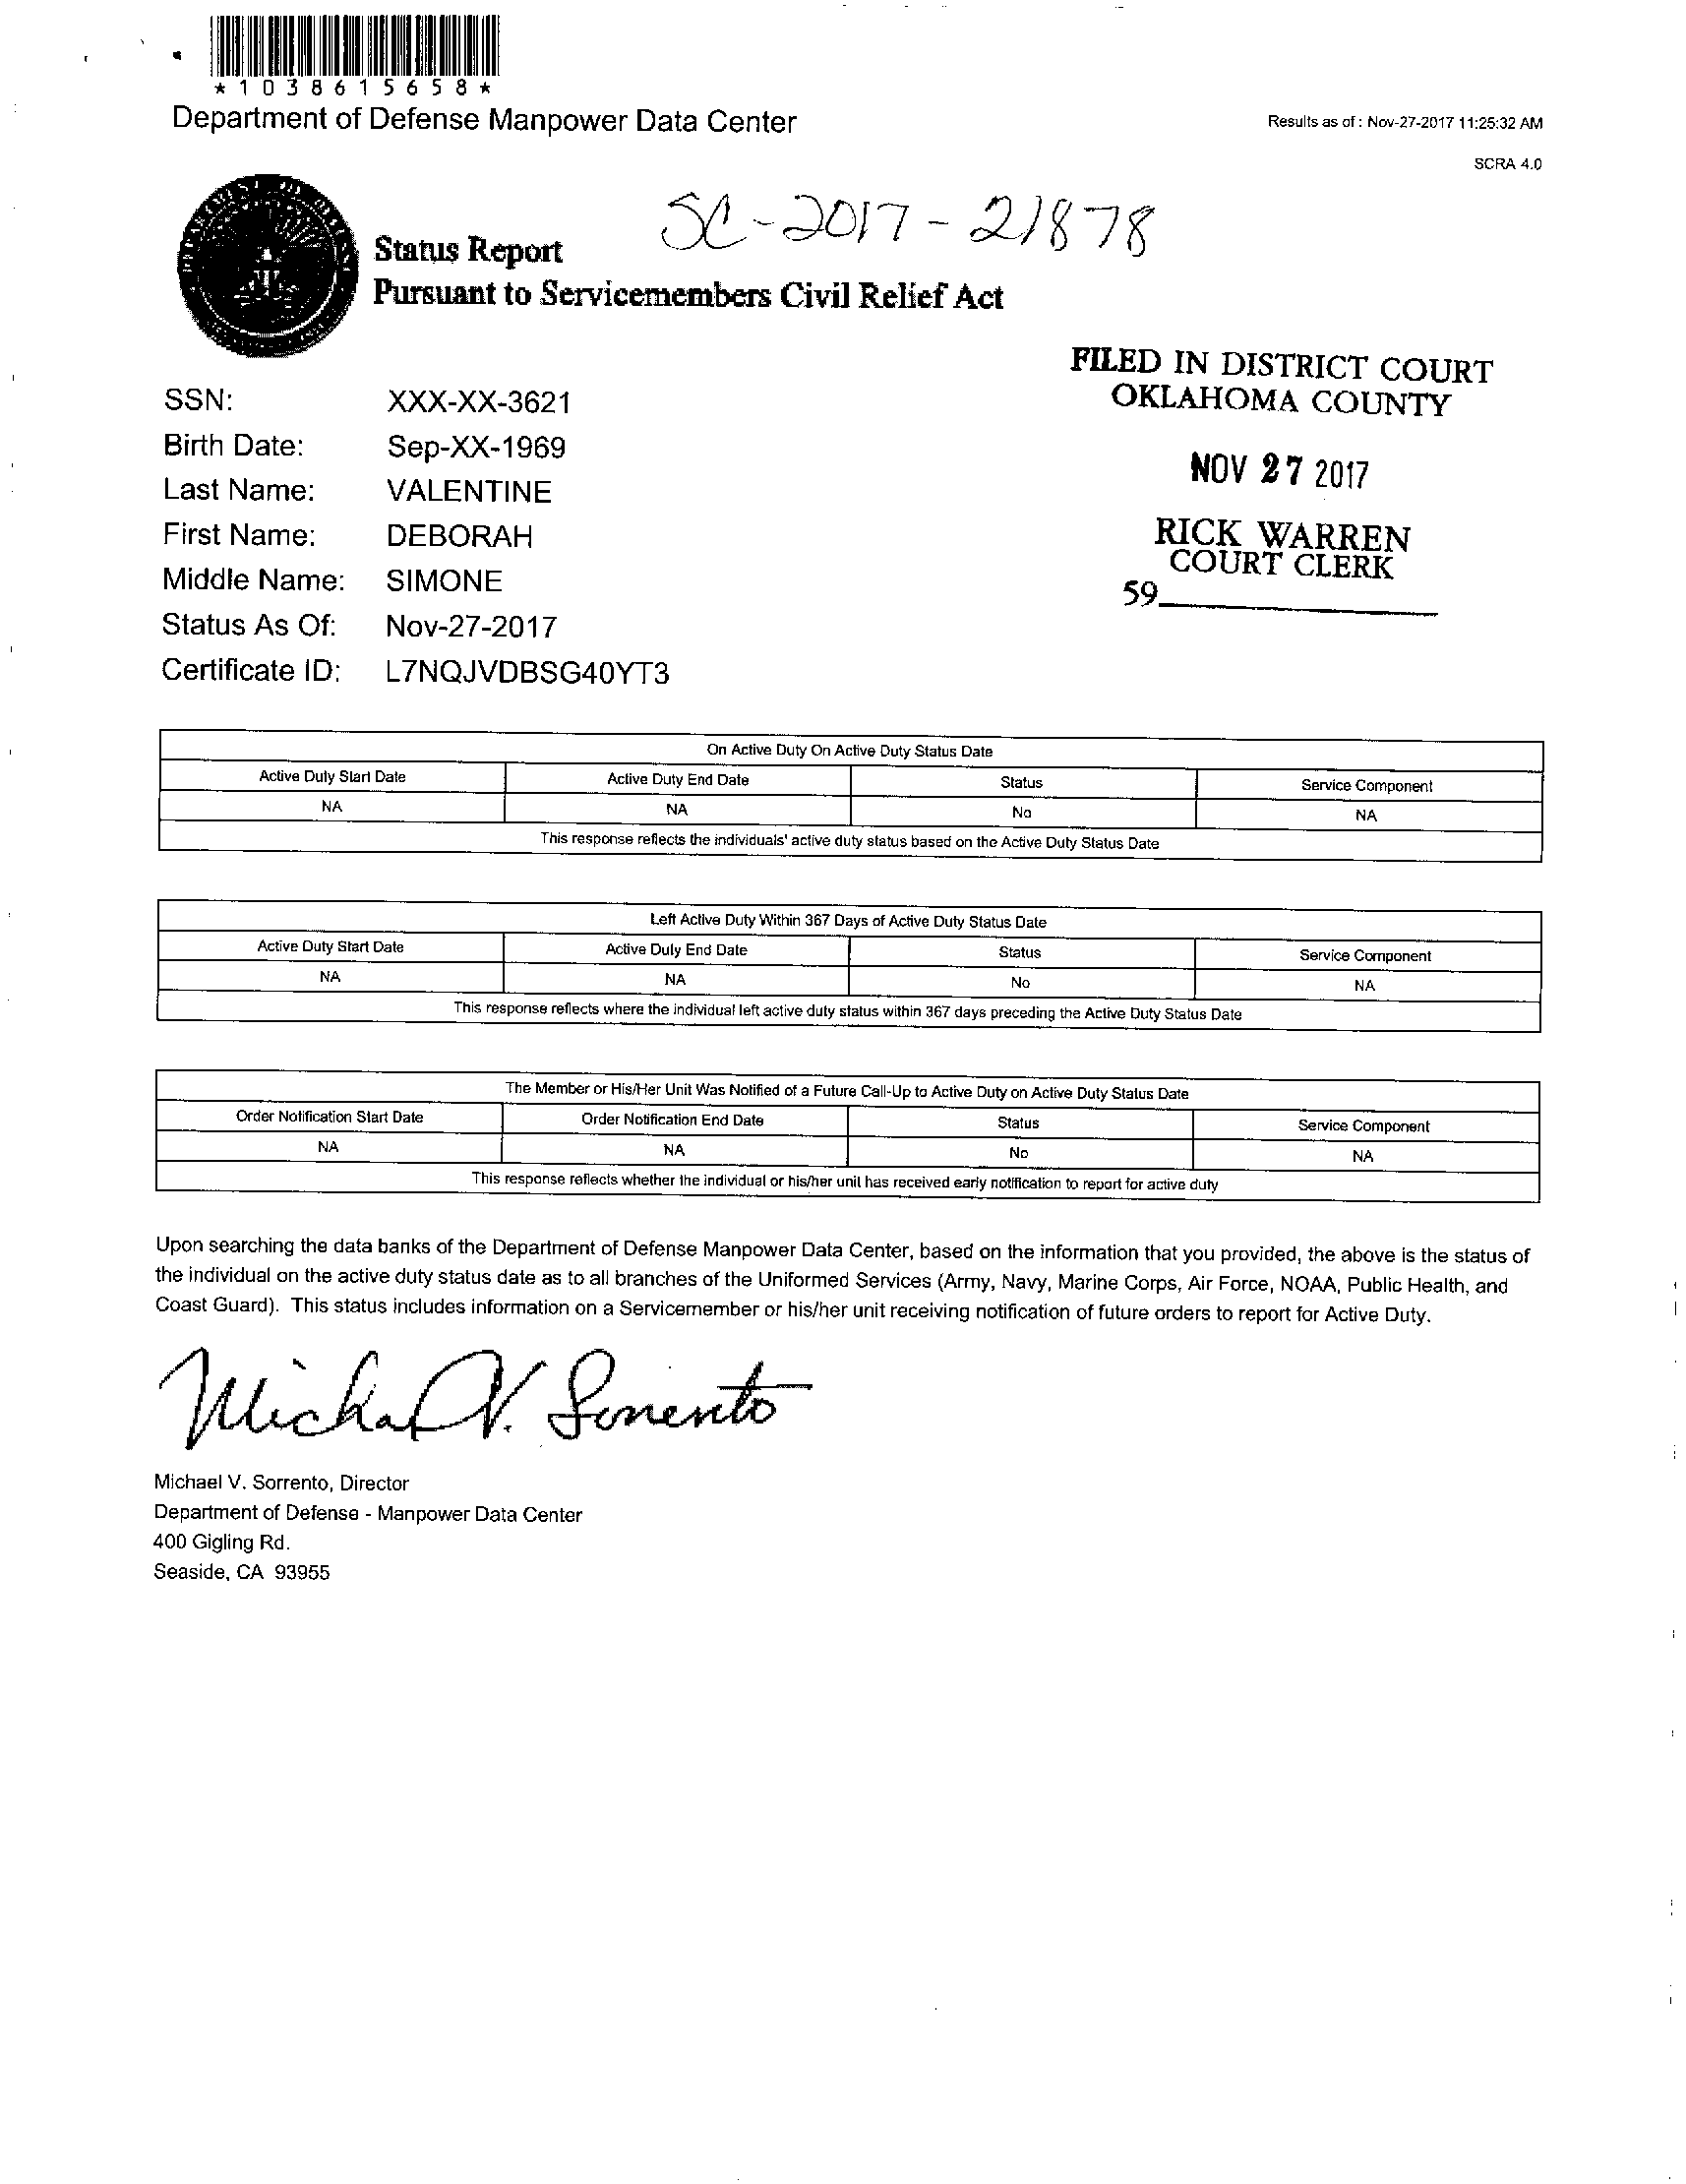 *1038615658*
Department of Defense Manpower Data Center
Results as of : Nov-27-2017 11:25:32 AM
SCRA 4.0
SC-2017-21878
Status Report
Pursuant to Servicemembers Civil Relief Act
FILED IN DISTRICT COURT
OKLAHOMA COUNTY
NOV 27 2017
RICK WARREN
COURT CLERK
59
SSN: XXX-XX-3621
Birth Date: Sep-XX-1969
Last Name: VALENTINE
First Name: DEBORAH
Middle Name: SIMONE
Status As Of: Nov-27-2017
Certificate ID: L7NQJVDBSG40YT3
On Active Duty On Active Duty Status Date
Active Duty Start Date Active Duty End Date Status Service Component
NA NA No NA
This response reflects the individuals' active duty status based on the Active Duty Status Date
Left Active Duty Within 367 Days of Active Duty Status Date
Active Duty Start Date Active Duty End Date Status Service Component
NA NA No NA
This response reflects where the individual left active duty status within 367 days preceding the Active Duty Status Date
The Member or His/Her Unit Was Notified of a Future Call-Up to Active Duty on Active Duty Status Date
Order Notification Start Date Order Notification End Date Status Service Component
NA NA No NA
This response reflects whether the individual or his/her unit has received early notification to report for active duty
Upon searching the data banks of the Department of Defense Manpower Data Center, based on the information that you provided, the above is the status of
the individual on the active duty status date as to all branches of the Uniformed Services (Army, Navy, Marine Corps, Air Force, NOAA, Public Health, and
Coast Guard). This status includes information on a Servicemember or his/her unit receiving notification of future orders to report for Active Duty.
Michael V. Sorrento
Michael V. Sorrento, Director
Department of Defense - Manpower Data Center
400 Gigling Rd.
Seaside, CA 93955